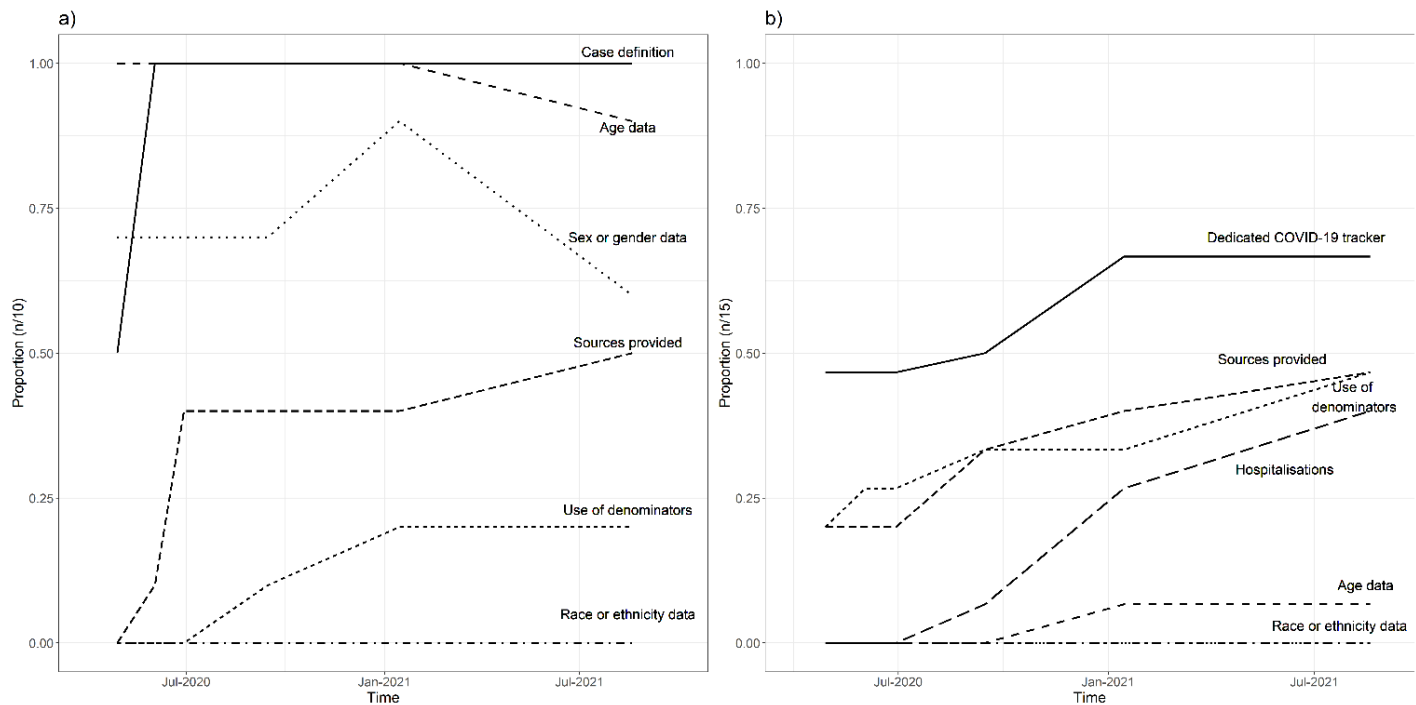 a)
Proportion (n/10)
1.00
0.75
0.50
0.25
0.00
Case definition
Age data
Sex or gender data
Sources provided
Use of denominators
Race or ethnicity data
Jul-2020
Jan-2021
Jul-2021
Time
b)
Proportion (n/15)
1.00
0.75
0.50
0.25
0.00
Dedicated COVID-19 tracker
Sources provided
Use of
denominators
Hospitalisations
Age data
Race or ethnicity data
Jul-2020
Jan-2021
Jul-2021
Time